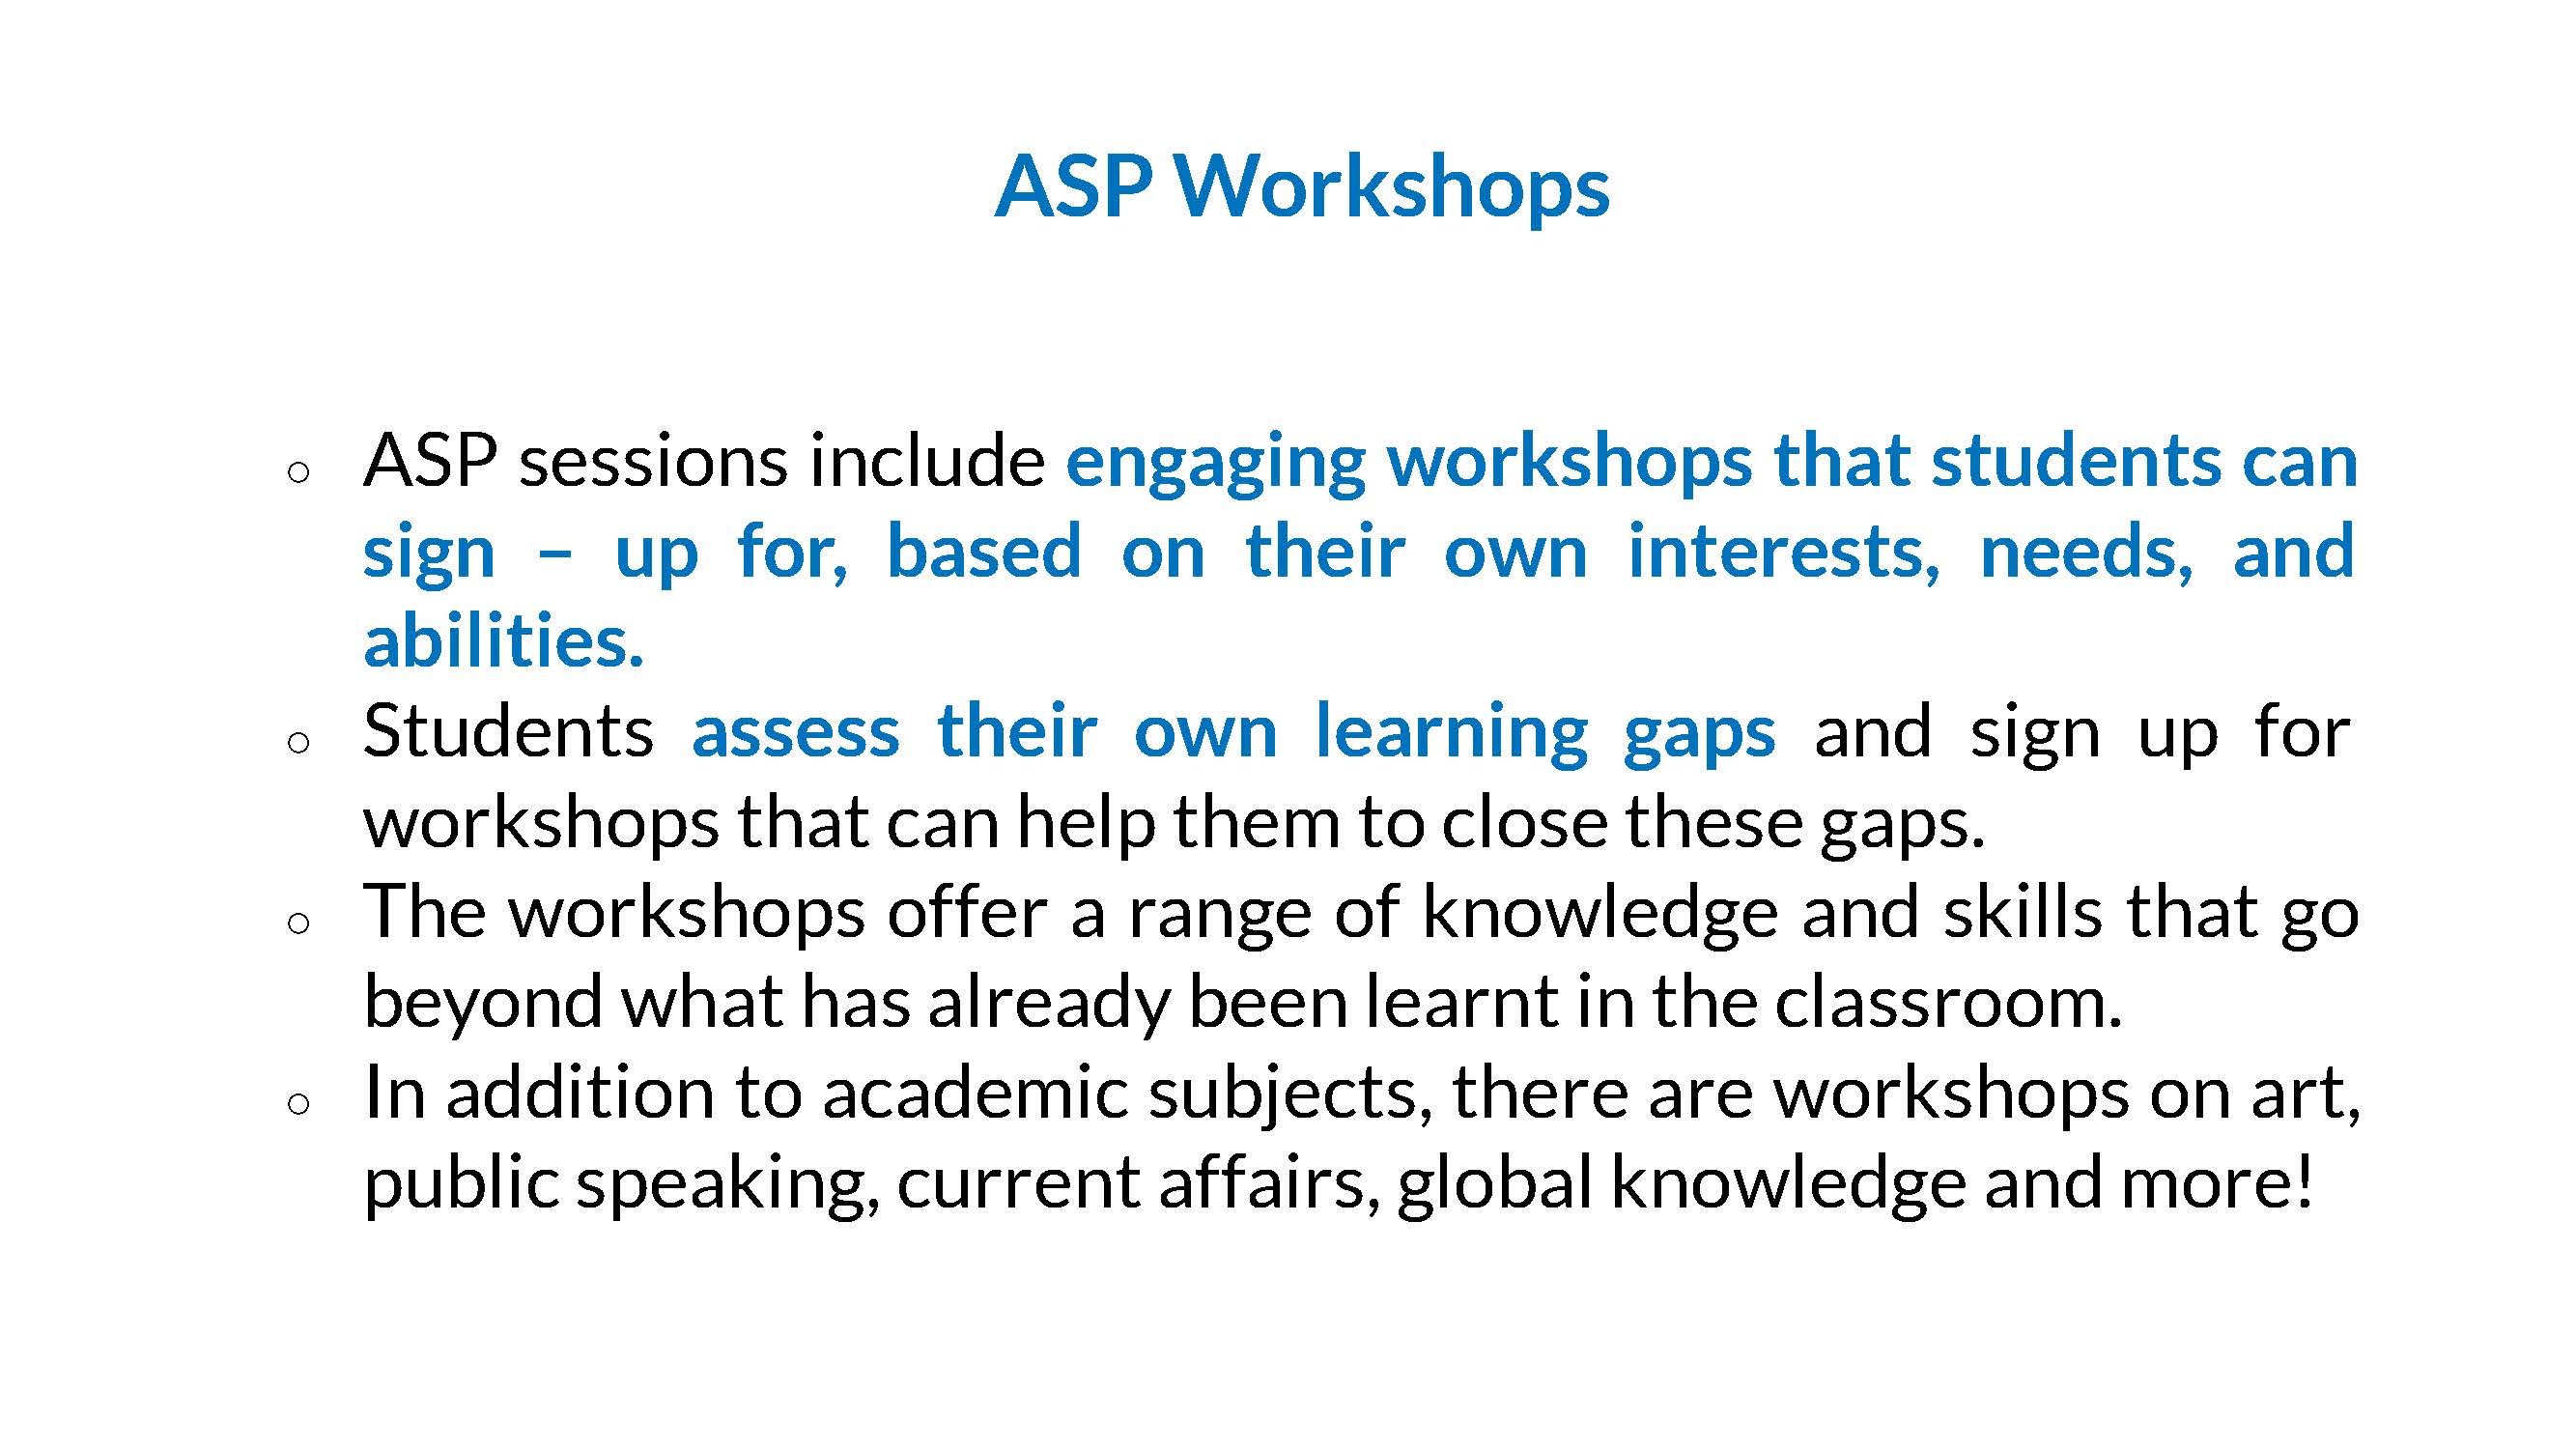 ASP Workshops
○ ASP sessions include engaging workshops that students can
sign – up for, based on their own interests, needs, and
abilities.
○ Students assess their own learning gaps and sign up for
workshops that can help them to close these gaps.
○ The workshops offer a range of knowledge and skills that go
beyond what has already been learnt in the classroom.
○ In addition to academic subjects, there are workshops on art,
public speaking, current affairs, global knowledge and more!